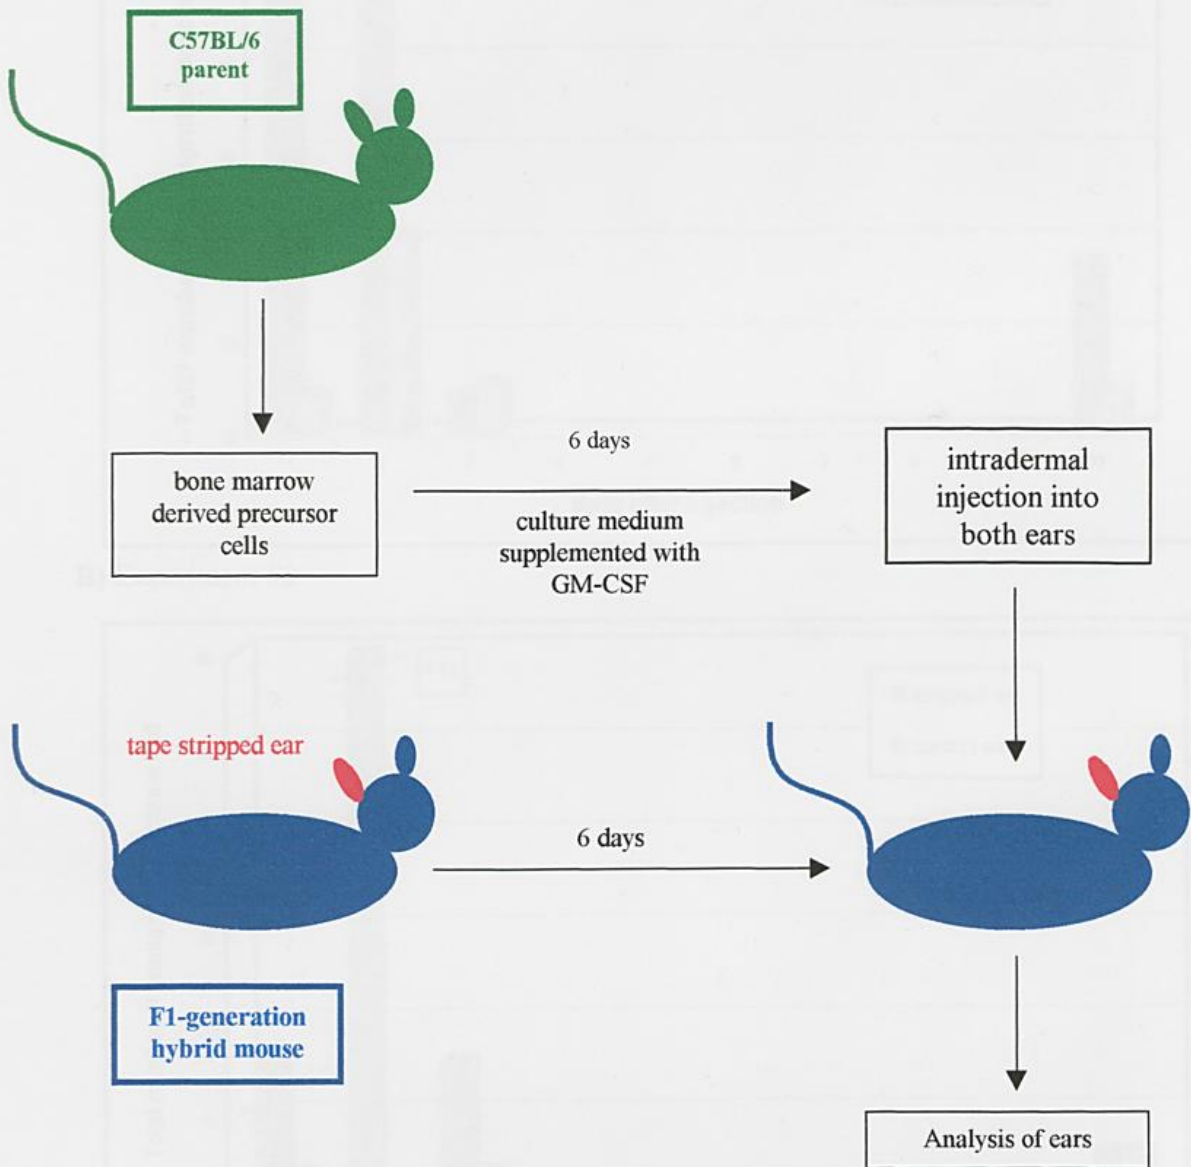 C57BL/6
parent
bone marrow
derived precursor
cells
6 days
culture medium
supplemented with
GM-CSF
intradermal
injection into
both ears
tape stripped ear
6 days
F1-generation
hybrid mouse
Analysis of ears